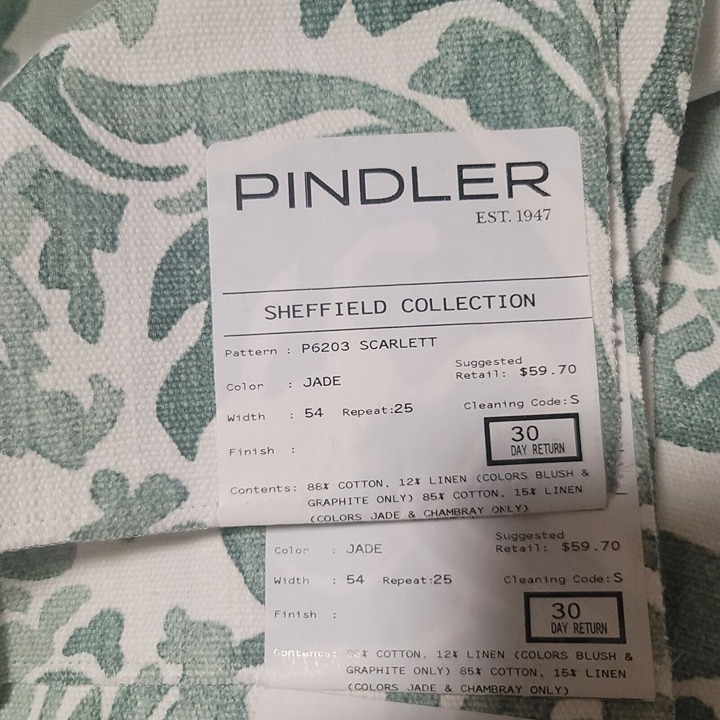 PINDLER
EST. 1947
SHEFFIELD COLLECTION
Pattern : P6203 SCARLETT
Color : JADE
Suggested
Retail: $59.70
Width : 54 Repeat:25
Cleaning Code:S
Finish :
30
DAY RETURN
Contents: 88% COTTON, 12% LINEN (COLORS BLUSH &
GRAPHITE ONLY) 85% COTTON, 15% LINEN
(COLORS JADE & CHAMBRAY ONLY)
Color : JADE
Suggested
Retail: $59.70
Width : 54 Repeat:25
Cleaning Code:S
Finish :
30
DAY RETURN
Contents: COTTON, 12% LINEN (COLORS BLUSH &
GRAPHITE ONLY) 85% COTTON, 15% LINEN
(COLORS JADE & CHAMBRAY ONLY)